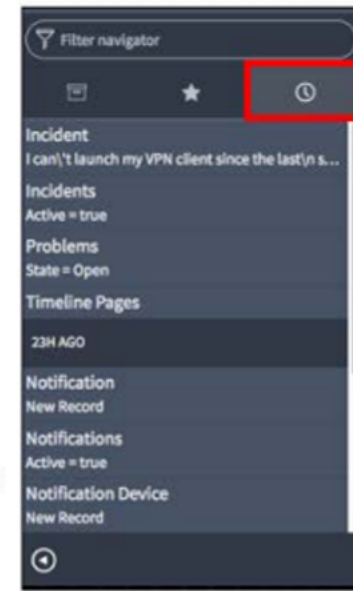 Filter navigator
Incident
I can\'t launch my VPN client since the last\n s...
Incidents
Active = true
Problems
State = Open
Timeline Pages
23H AGO
Notification
New Record
Notifications
Active = true
Notification Device
New Record